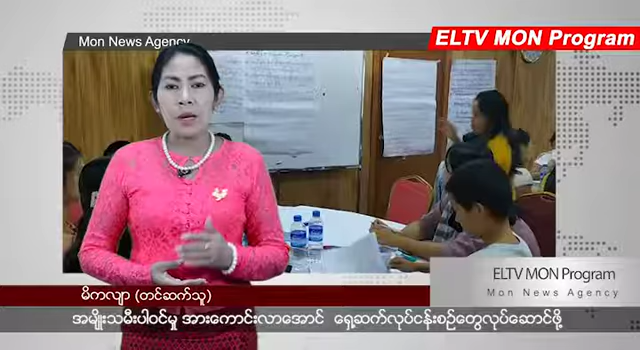 ELTV MON Program
Mon News Agency
ELTV MON Program
Mon News Agency
မိကလျာ (တင်ဆက်သူ)
အမျိုးသမီးပါဝင်မှု အားကောင်းလာအောင် ရှေ့ဆက်လုပ်ငန်းစဉ်တွေလုပ်ဆောင်ဖို့